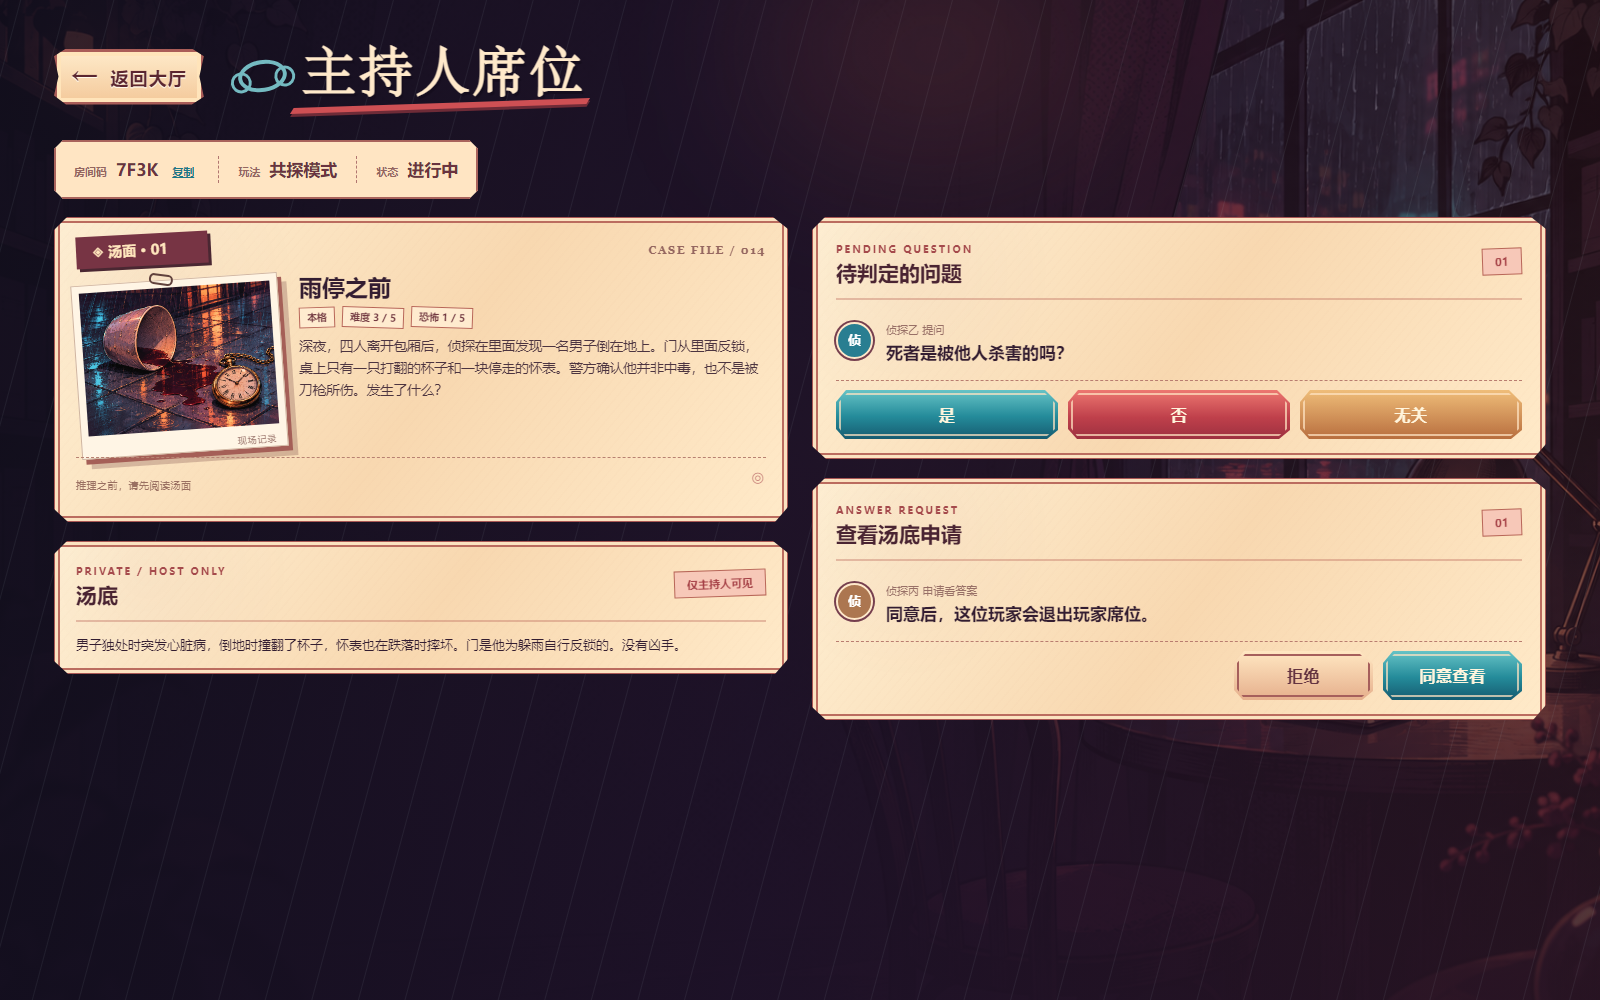 ← 返回大厅
主持人席位
房间码 7F3K 复制 玩法 共探模式 状态 进行中
◈ 汤面 • 01
CASE FILE / 014
雨停之前
本格 难度 3 / 5 恐怖 1 / 5
深夜，四人离开包厢后，侦探在里面发现一名男子倒在地上。门从里面反锁，
桌上只有一只打翻的杯子和一块停走的怀表。警方确认他并非中毒，也不是被
刀枪所伤。发生了什么？
现场记录
推理之前，请先阅读汤面
PRIVATE / HOST ONLY
汤底
仅主持人可见
男子独处时突发心脏病，倒地时撞翻了杯子，怀表也在跌落时摔坏。门是他为躲雨自行反锁的。没有凶手。
PENDING QUESTION
待判定的问题
01
侦
侦探乙 提问
死者是被他人杀害的吗？
是 否 无关
ANSWER REQUEST
查看汤底申请
01
侦
侦探丙 申请看答案
同意后，这位玩家会退出玩家席位。
拒绝 同意查看